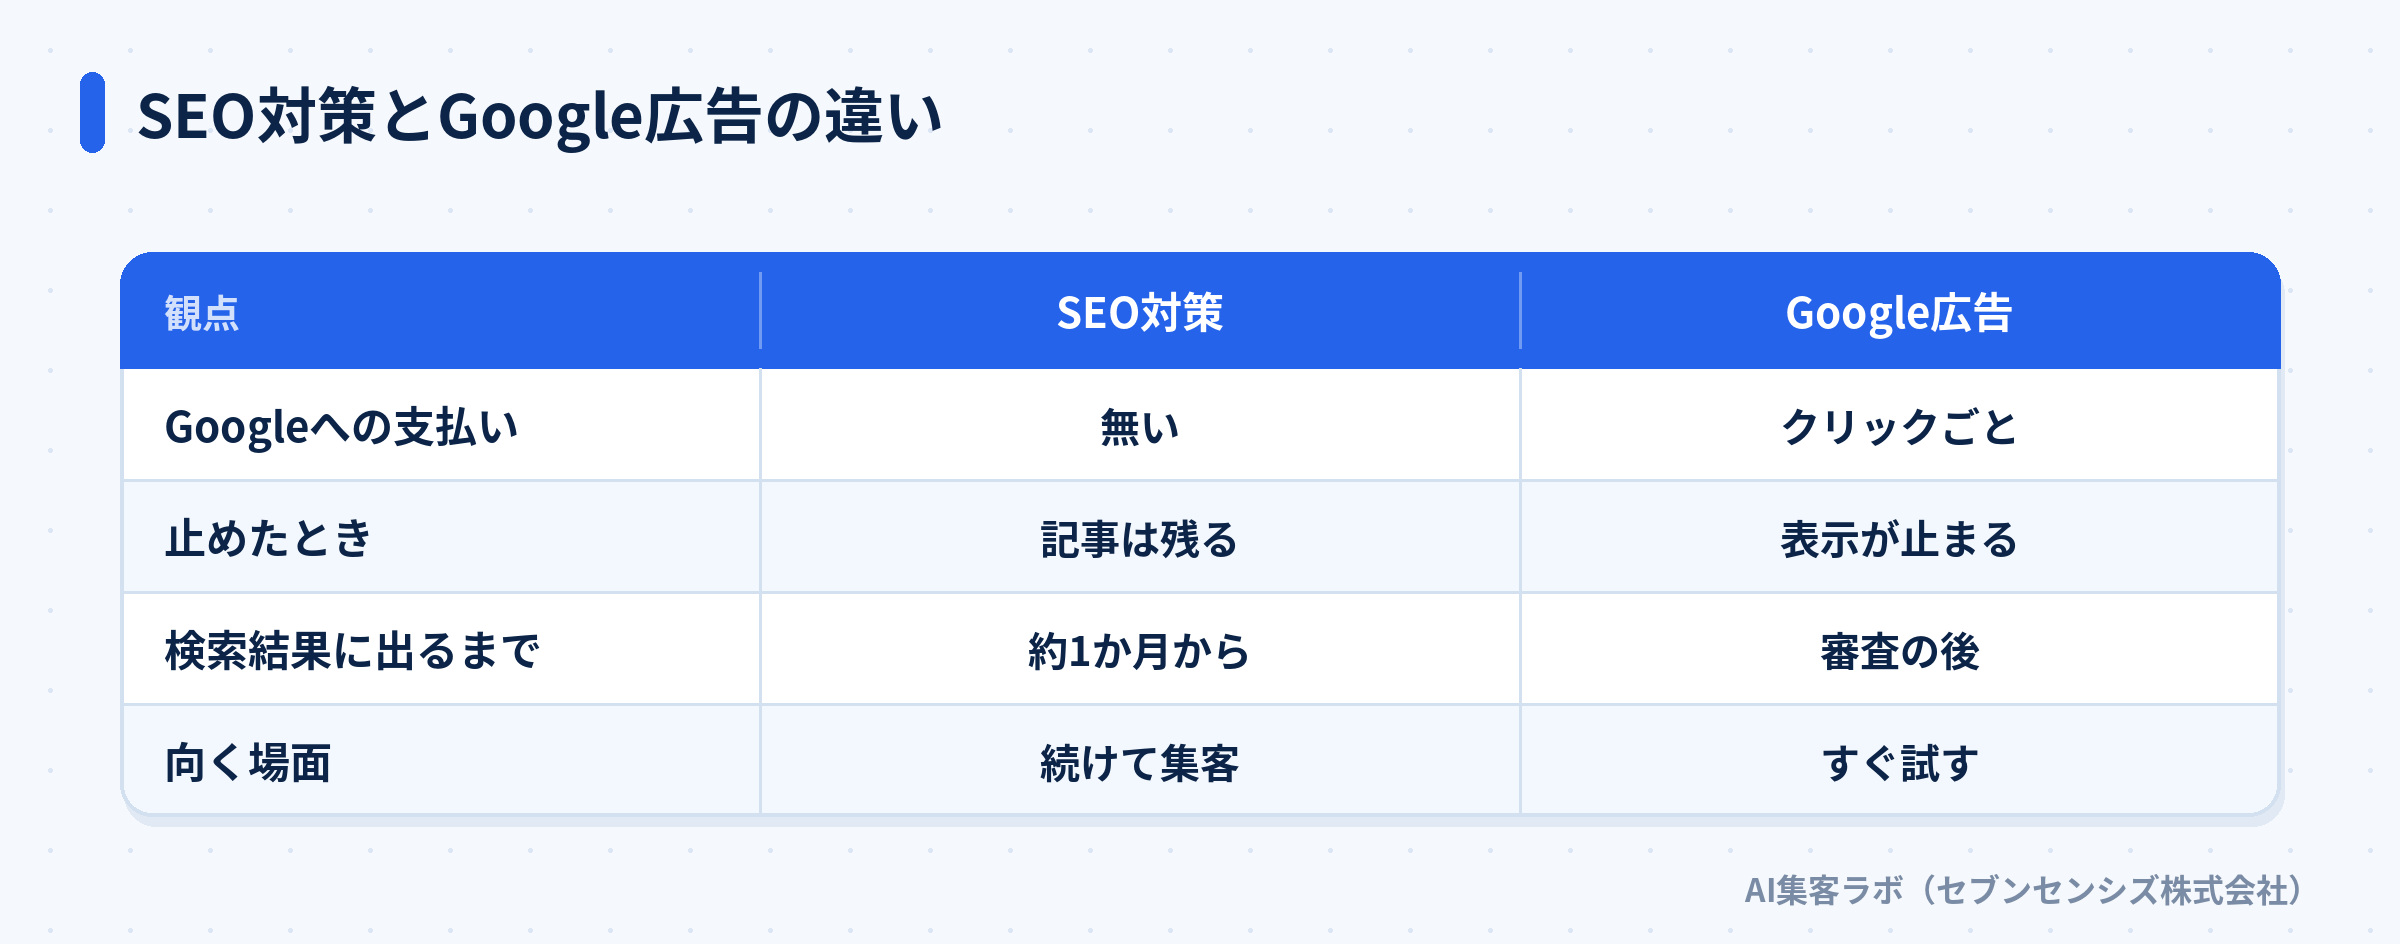 SEO対策とGoogle広告の違い
観点 SEO対策 Google広告
Googleへの支払い 無い クリックごと
止めたとき 記事は残る 表示が止まる
検索結果に出るまで 約1か月から 審査の後
向く場面 続けて集客 すぐ試す
AI集客ラボ（セブンセンシズ株式会社）